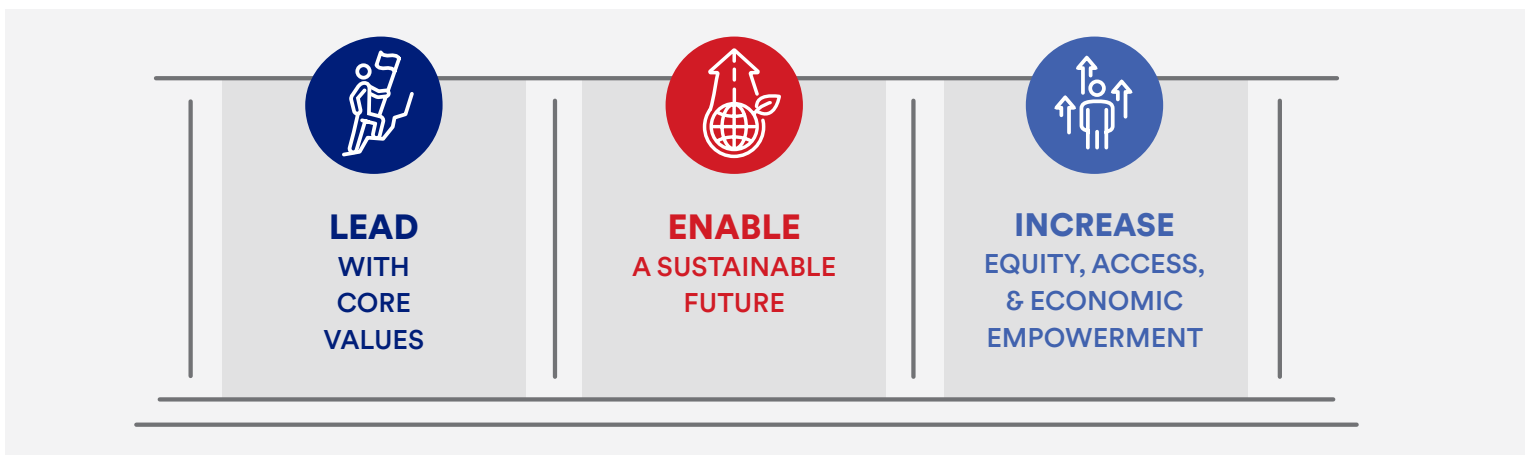 LEAD
WITH
CORE
VALUES
ENABLE
A SUSTAINABLE
FUTURE
INCREASE
EQUITY, ACCESS,
& ECONOMIC
EMPOWERMENT